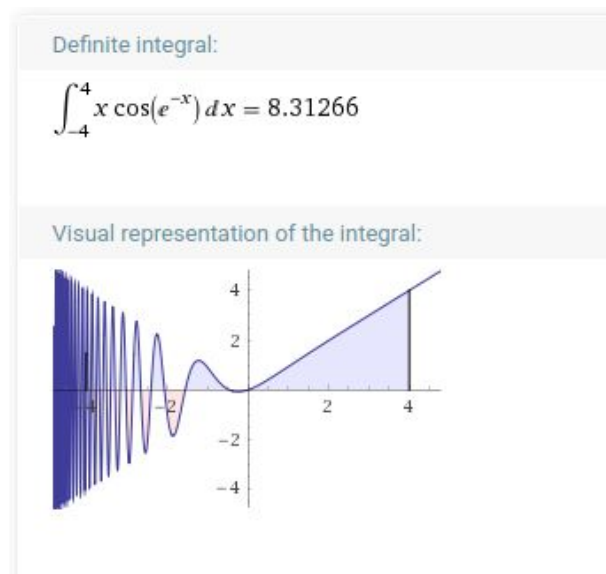 Definite integral:
∫₋₄⁴ x cos(e⁻ˣ) dx = 8.31266
Visual representation of the integral:
4
2
-4 -2 2 4
-2
-4